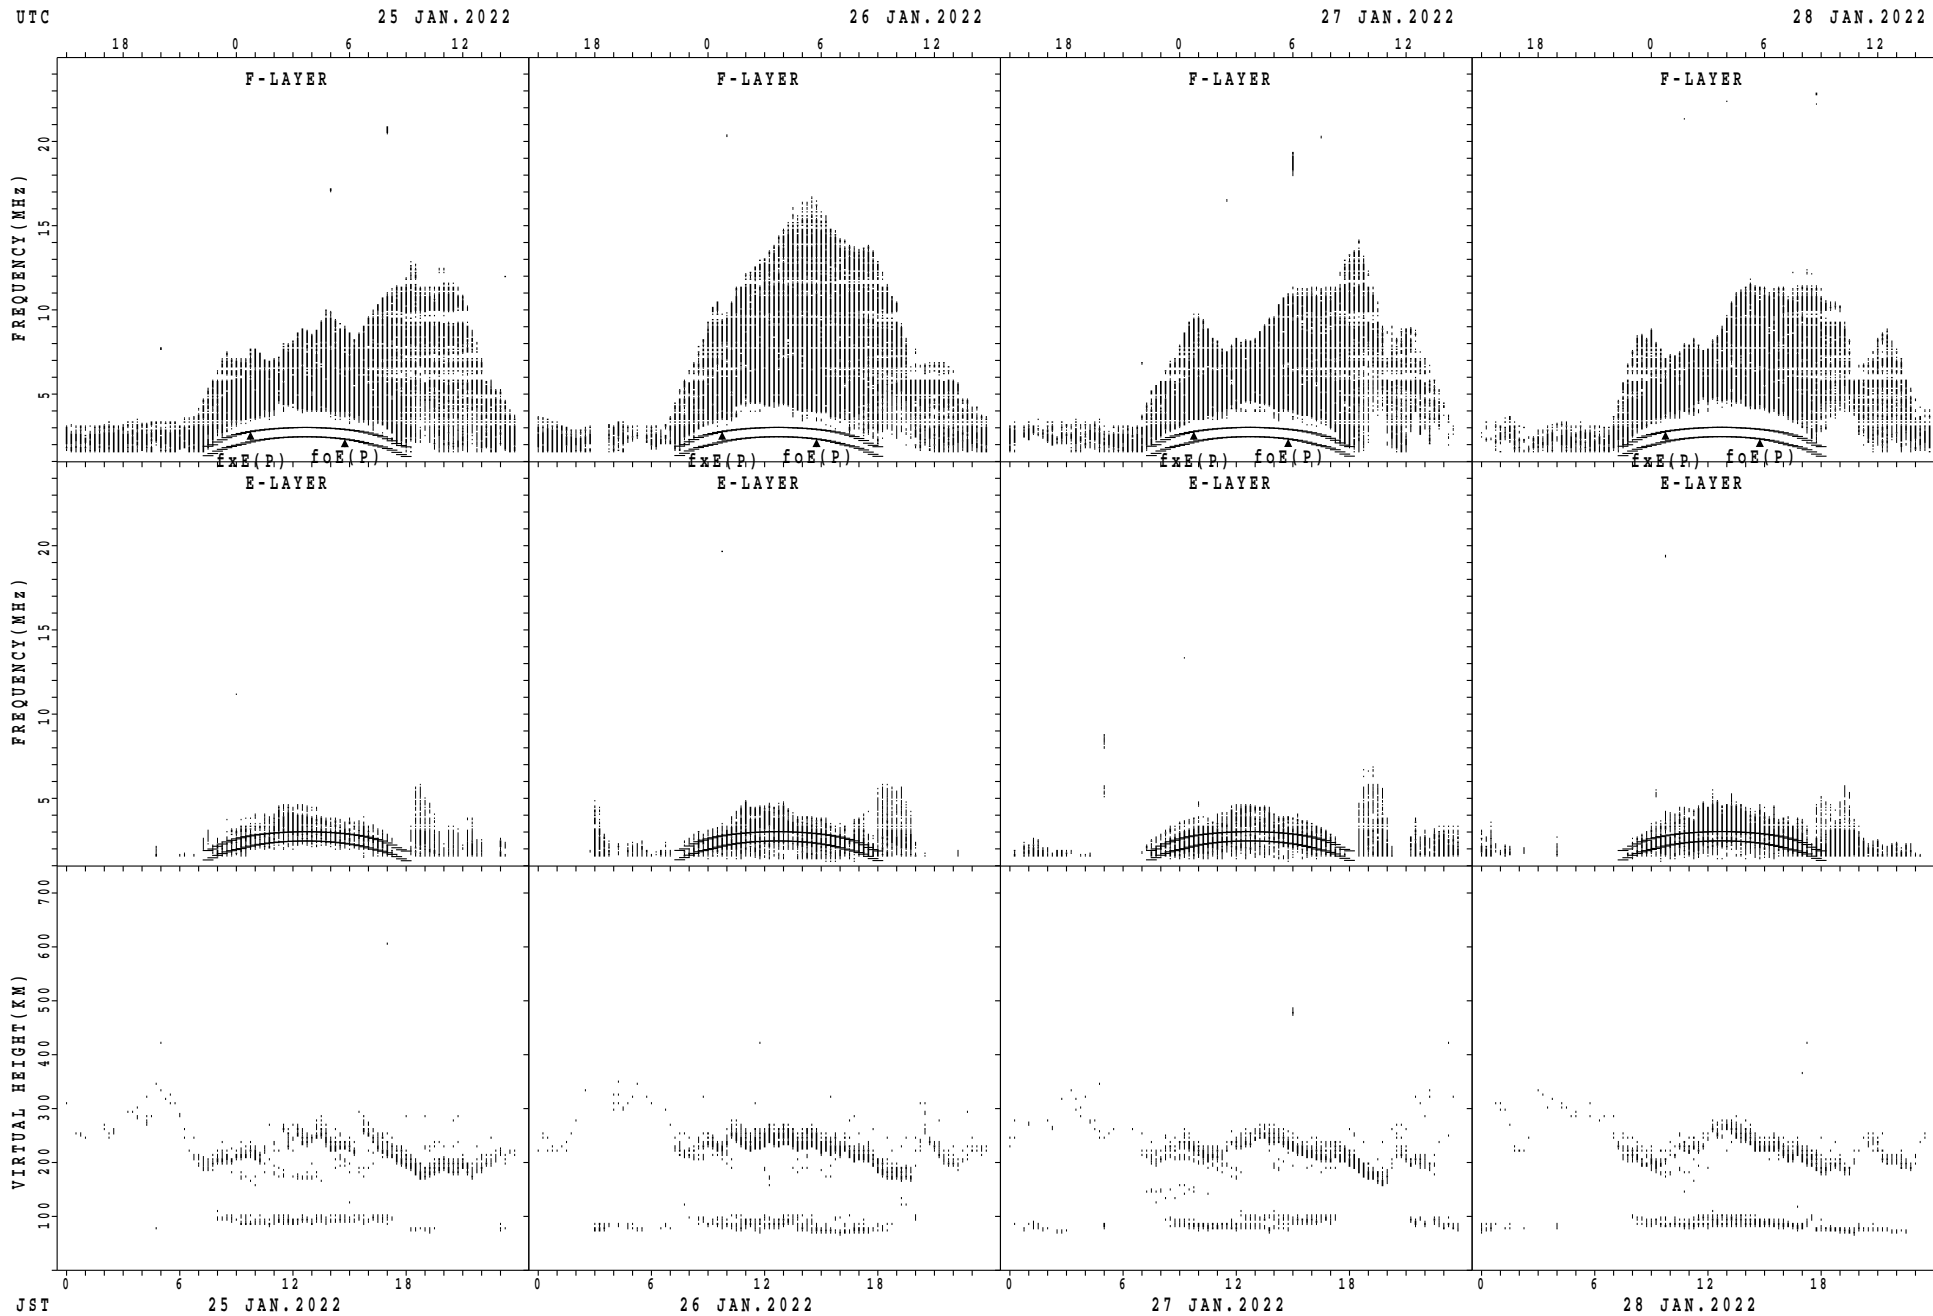 UTC 25 JAN.2022 26 JAN.2022 27 JAN.2022 28 JAN.2022
18 0 6 12 18 0 6 12 18 0 6 12 18 0 6 12
F-LAYER F-LAYER F-LAYER F-LAYER
FREQUENCY(MHz)
20
15
10
5
fxE(P) foE(P) fxE(P) foE(P) fxE(P) foE(P) fxE(P) foE(P)
E-LAYER E-LAYER E-LAYER E-LAYER
FREQUENCY(MHz)
20
15
10
5
VIRTUAL HEIGHT(KM)
700
600
500
400
300
200
100
0 6 12 18 0 6 12 18 0 6 12 18 0 6 12 18
JST 25 JAN.2022 26 JAN.2022 27 JAN.2022 28 JAN.2022